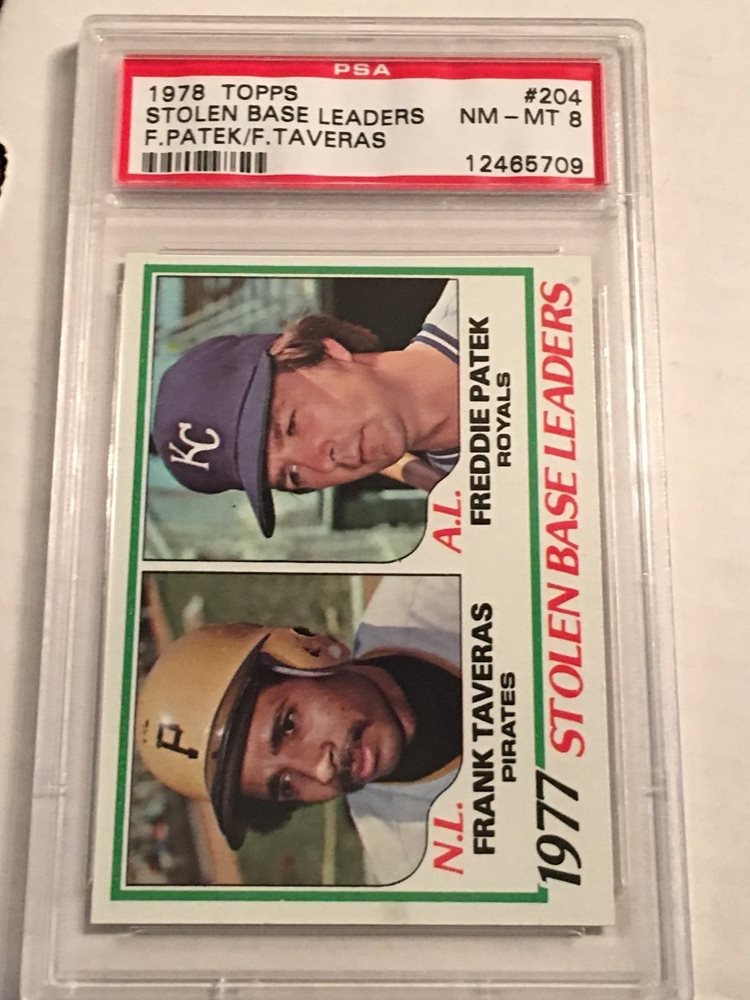 PSA
1978 TOPPS #204
STOLEN BASE LEADERS NM-MT 8
F.PATEK/F.TAVERAS
12465709
KC
A.L.
FREDDIE PATEK
ROYALS
P
N.L.
FRANK TAVERAS
PIRATES
1977 STOLEN BASE LEADERS